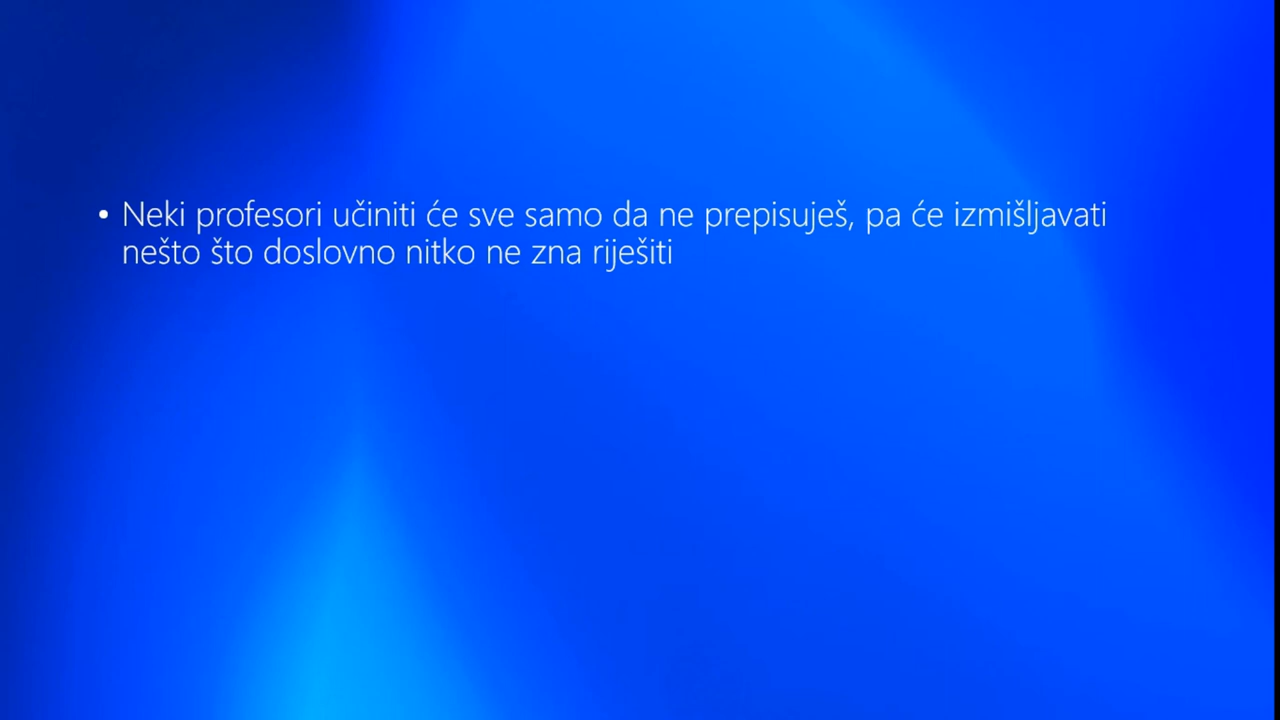 • Neki profesori učiniti će sve samo da ne prepisuješ, pa će izmišljavati
nešto što doslovno nitko ne zna riješiti